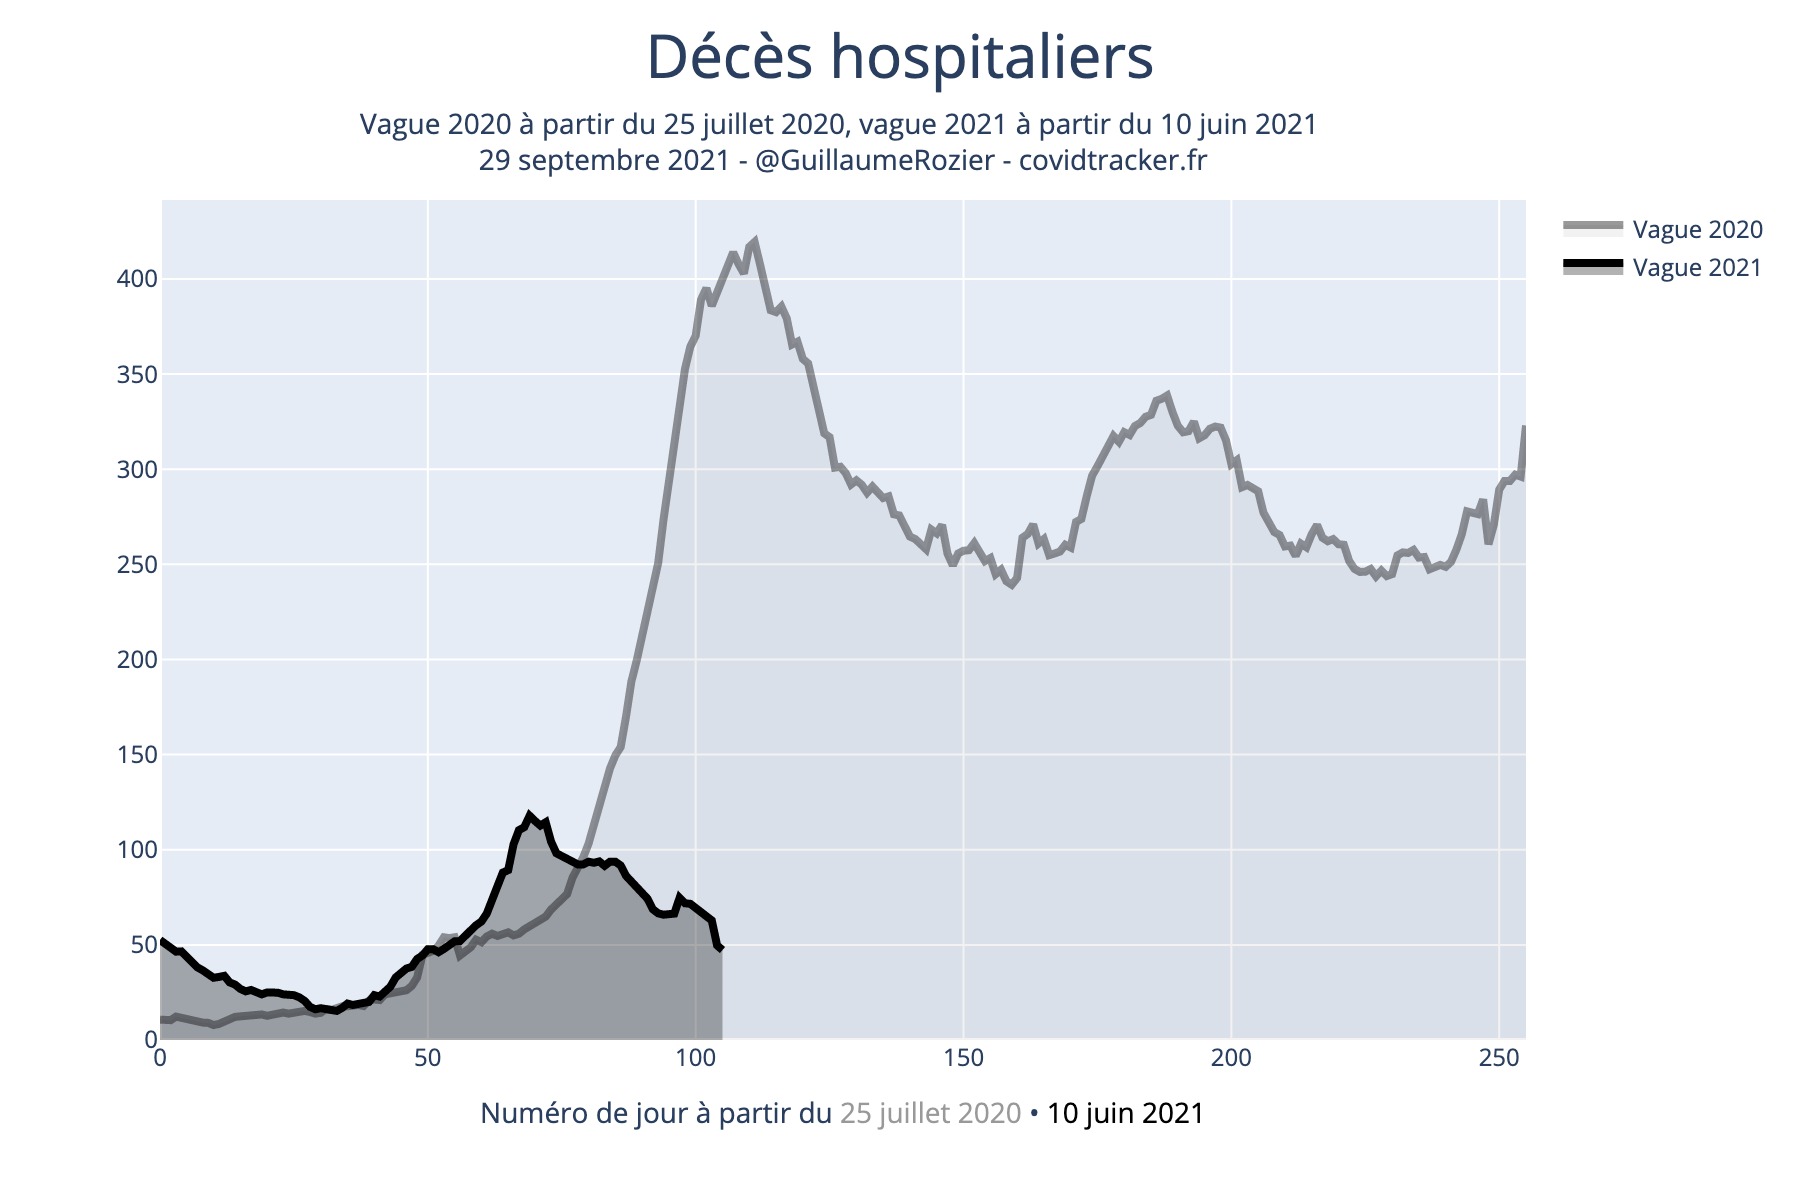 Décès hospitaliers
Vague 2020 à partir du 25 juillet 2020, vague 2021 à partir du 10 juin 2021
29 septembre 2021 - @GuillaumeRozier - covidtracker.fr
Vague 2020
Vague 2021
400
350
300
250
200
150
100
50
0
0 50 100 150 200 250
Numéro de jour à partir du 25 juillet 2020 • 10 juin 2021